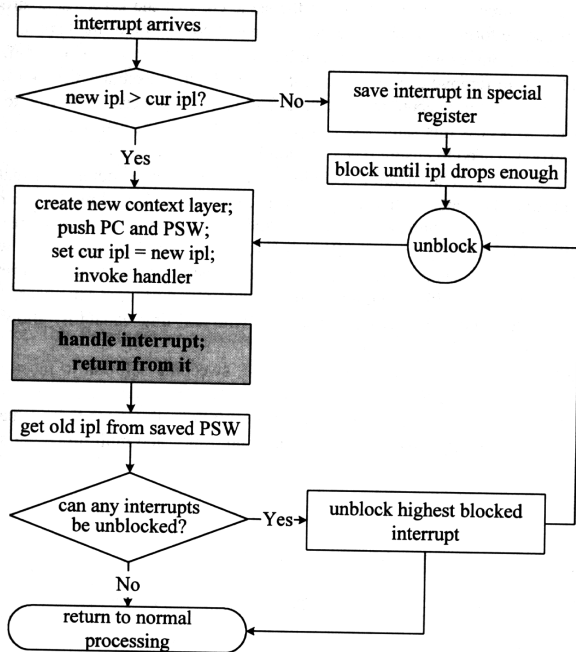 interrupt arrives
new ipl > cur ipl?
No
save interrupt in special
register
Yes
block until ipl drops enough
create new context layer;
push PC and PSW;
set cur ipl = new ipl;
invoke handler
unblock
handle interrupt;
return from it
get old ipl from saved PSW
can any interrupts
be unblocked?
Yes
unblock highest blocked
interrupt
No
return to normal
processing